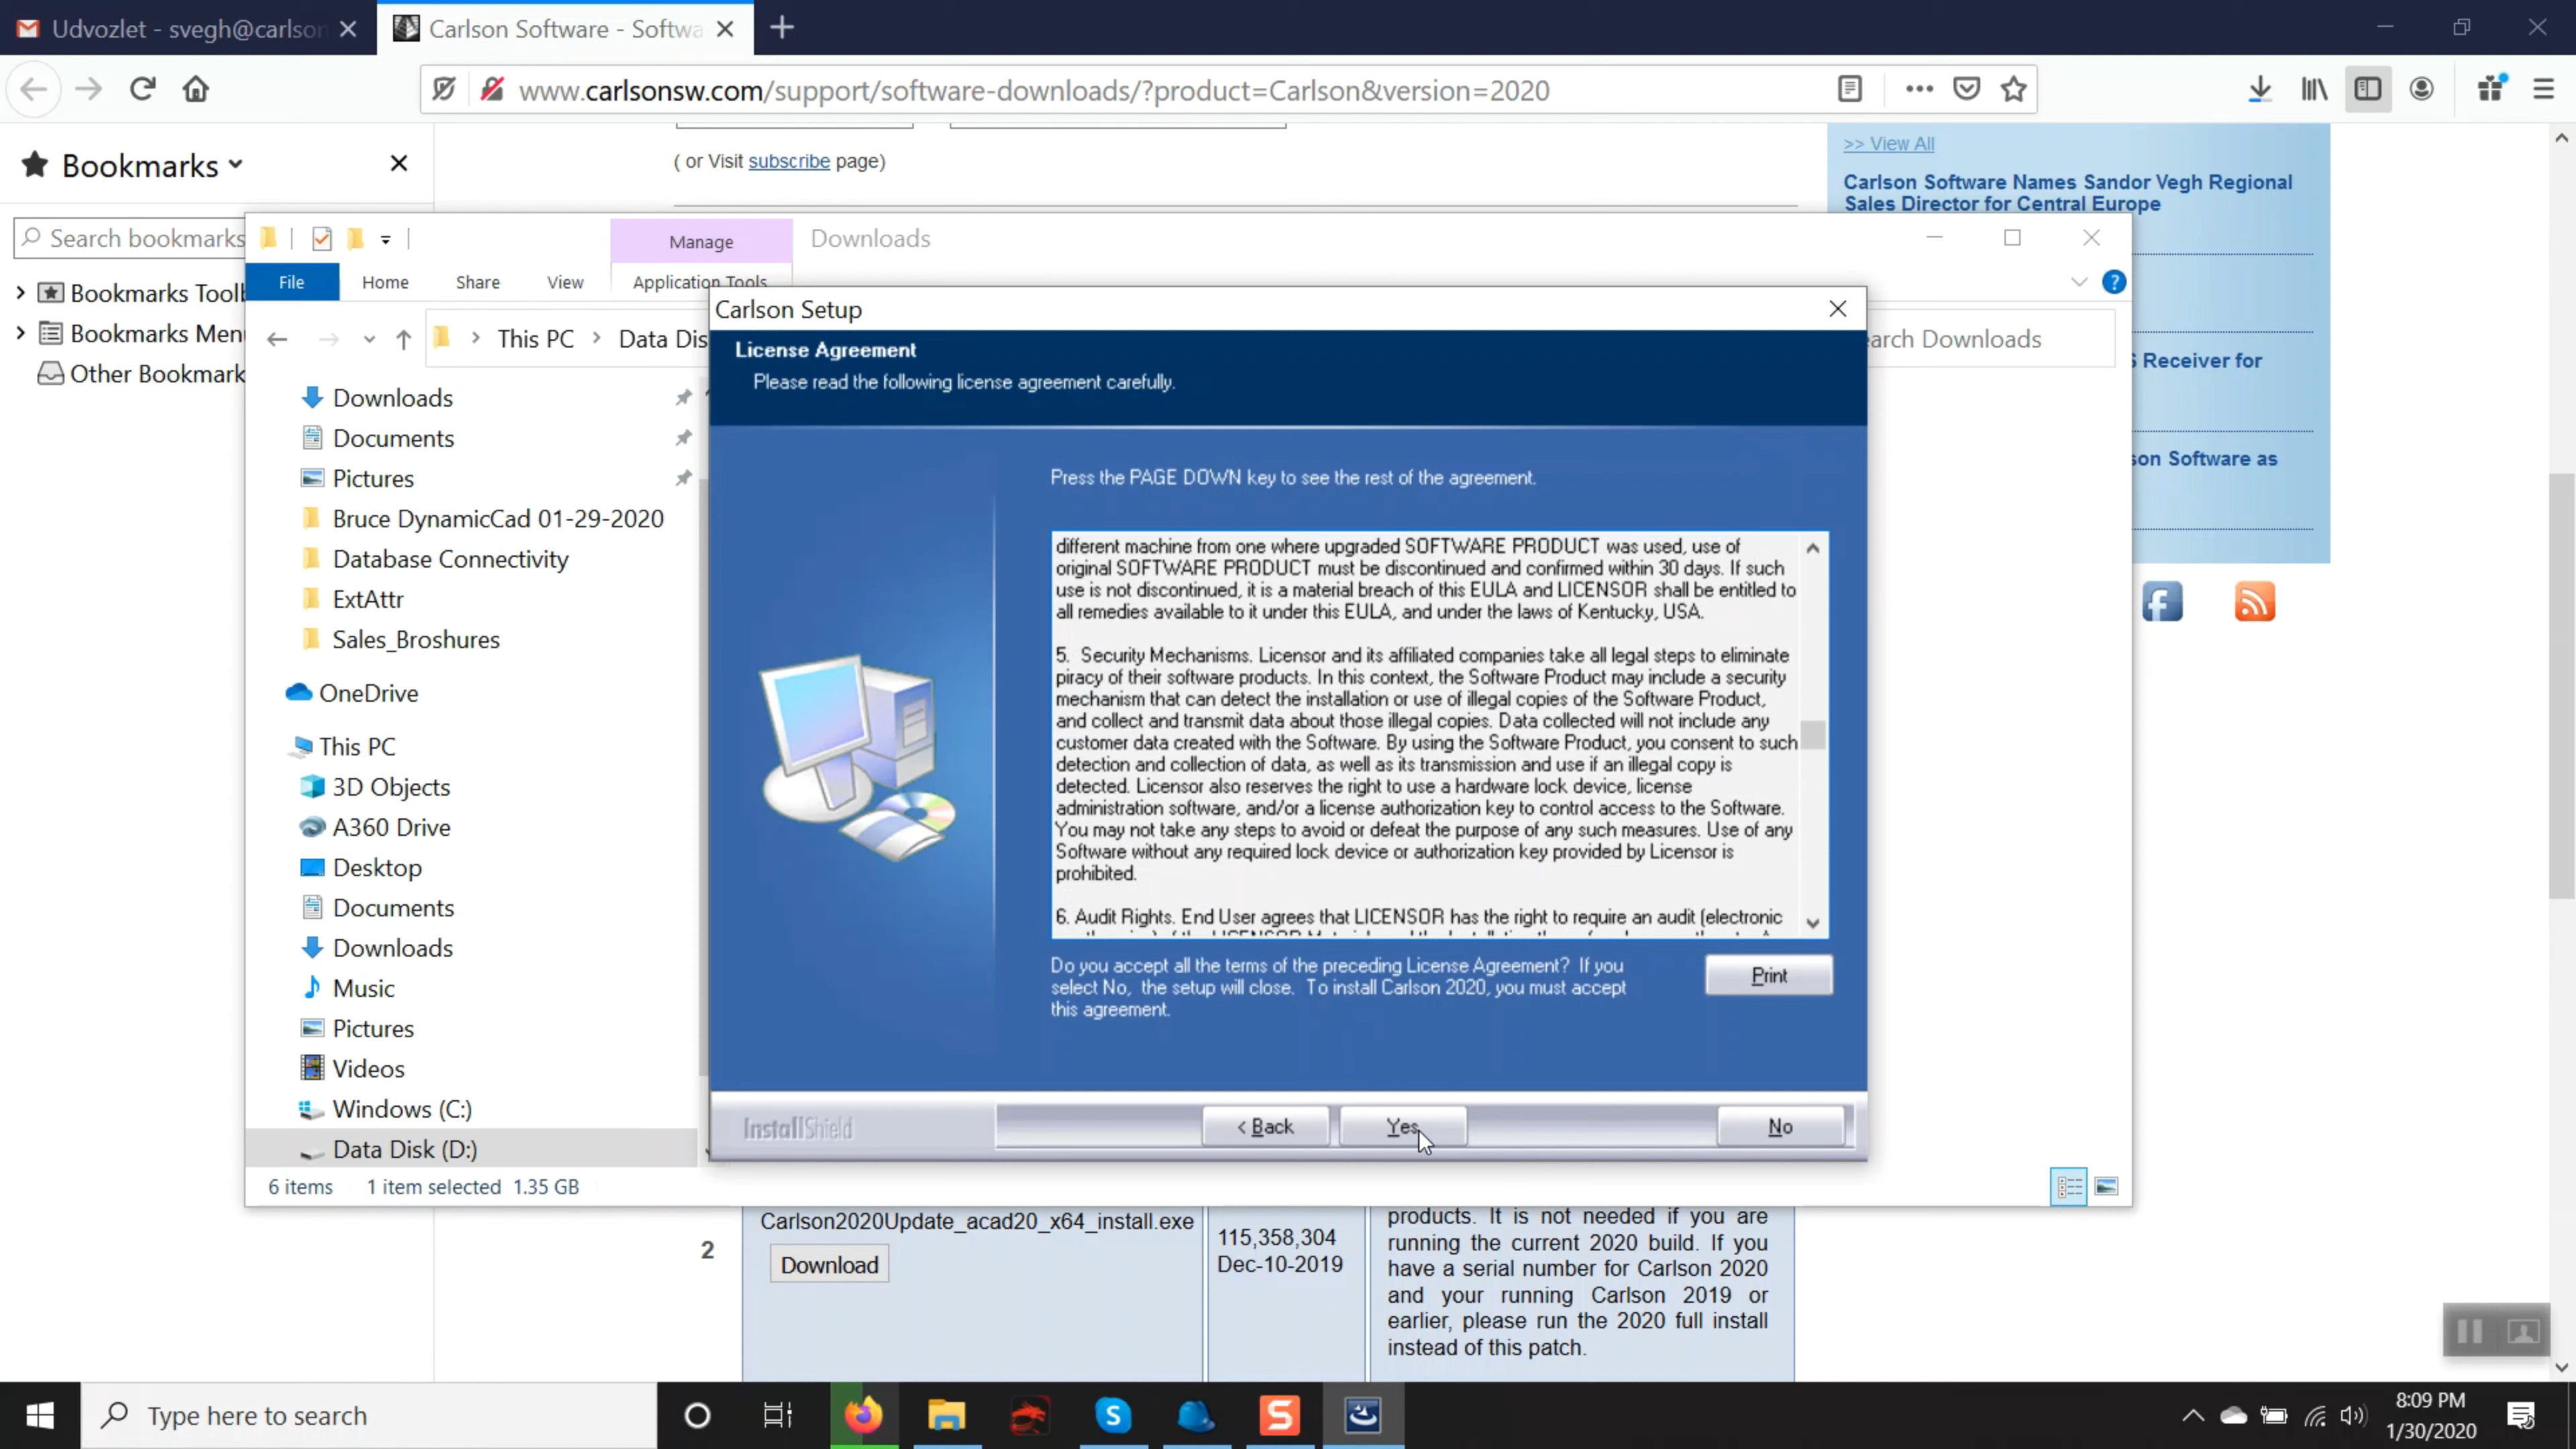 Udvozlet - svegh@carlson
Carlson Software - Softwa
www.carlsonsw.com/support/software-downloads/?product=Carlson&version=2020
Bookmarks
( or Visit subscribe page)
>> View All
Carlson Software Names Sandor Vegh Regional
Sales Director for Central Europe
Search bookmarks
Manage
Downloads
File
Home
Share
View
Application Tools
Bookmarks Toolb
Bookmarks Men
Other Bookmark
This PC
Data Dis
arch Downloads
S Receiver for
son Software as
Downloads
Documents
Pictures
Bruce DynamicCad 01-29-2020
Database Connectivity
ExtAttr
Sales_Broshures
OneDrive
This PC
3D Objects
A360 Drive
Desktop
Documents
Downloads
Music
Pictures
Videos
Windows (C:)
Data Disk (D:)
6 items
1 item selected 1.35 GB
Carlson Setup
License Agreement
Please read the following license agreement carefully.
Press the PAGE DOWN key to see the rest of the agreement.
different machine from one where upgraded SOFTWARE PRODUCT was used, use of
original SOFTWARE PRODUCT must be discontinued and confirmed within 30 days. If such
use is not discontinued, it is a material breach of this EULA and LICENSOR shall be entitled to
all remedies available to it under this EULA, and under the laws of Kentucky, USA.
5. Security Mechanisms. Licensor and its affiliated companies take all legal steps to eliminate
piracy of their software products. In this context, the Software Product may include a security
mechanism that can detect the installation or use of illegal copies of the Software Product,
and collect and transmit data about those illegal copies. Data collected will not include any
customer data created with the Software. By using the Software Product, you consent to such
detection and collection of data, as well as its transmission and use if an illegal copy is
detected. Licensor also reserves the right to use a hardware lock device, license
administration software, and/or a license authorization key to control access to the Software.
You may not take any steps to avoid or defeat the purpose of any such measures. Use of any
Software without any required lock device or authorization key provided by Licensor is
prohibited.
6. Audit Rights. End User agrees that LICENSOR has the right to require an audit (electronic
Do you accept all the terms of the preceding License Agreement? If you
select No, the setup will close. To install Carlson 2020, you must accept
this agreement.
Print
InstallShield
< Back
Yes
No
2
Carlson2020Update_acad20_x64_install.exe
Download
115,358,304
Dec-10-2019
products. It is not needed if you are
running the current 2020 build. If you
have a serial number for Carlson 2020
and your running Carlson 2019 or
earlier, please run the 2020 full install
instead of this patch.
Type here to search
8:09 PM
1/30/2020